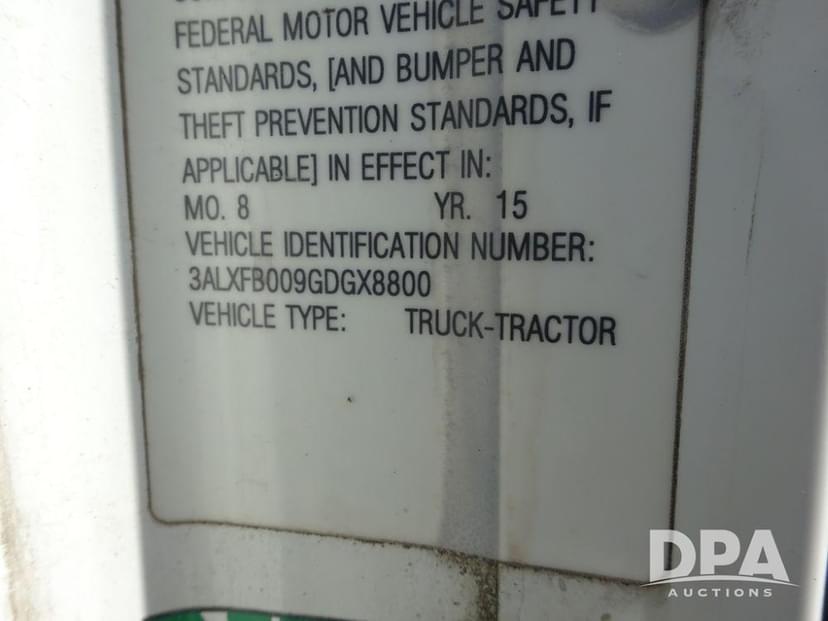 FEDERAL MOTOR VEHICLE SAFETY
STANDARDS, [AND BUMPER AND
THEFT PREVENTION STANDARDS, IF
APPLICABLE] IN EFFECT IN:
MO. 8 YR. 15
VEHICLE IDENTIFICATION NUMBER:
3ALXFB009GDGX8800
VEHICLE TYPE: TRUCK-TRACTOR
DPA
AUCTIONS